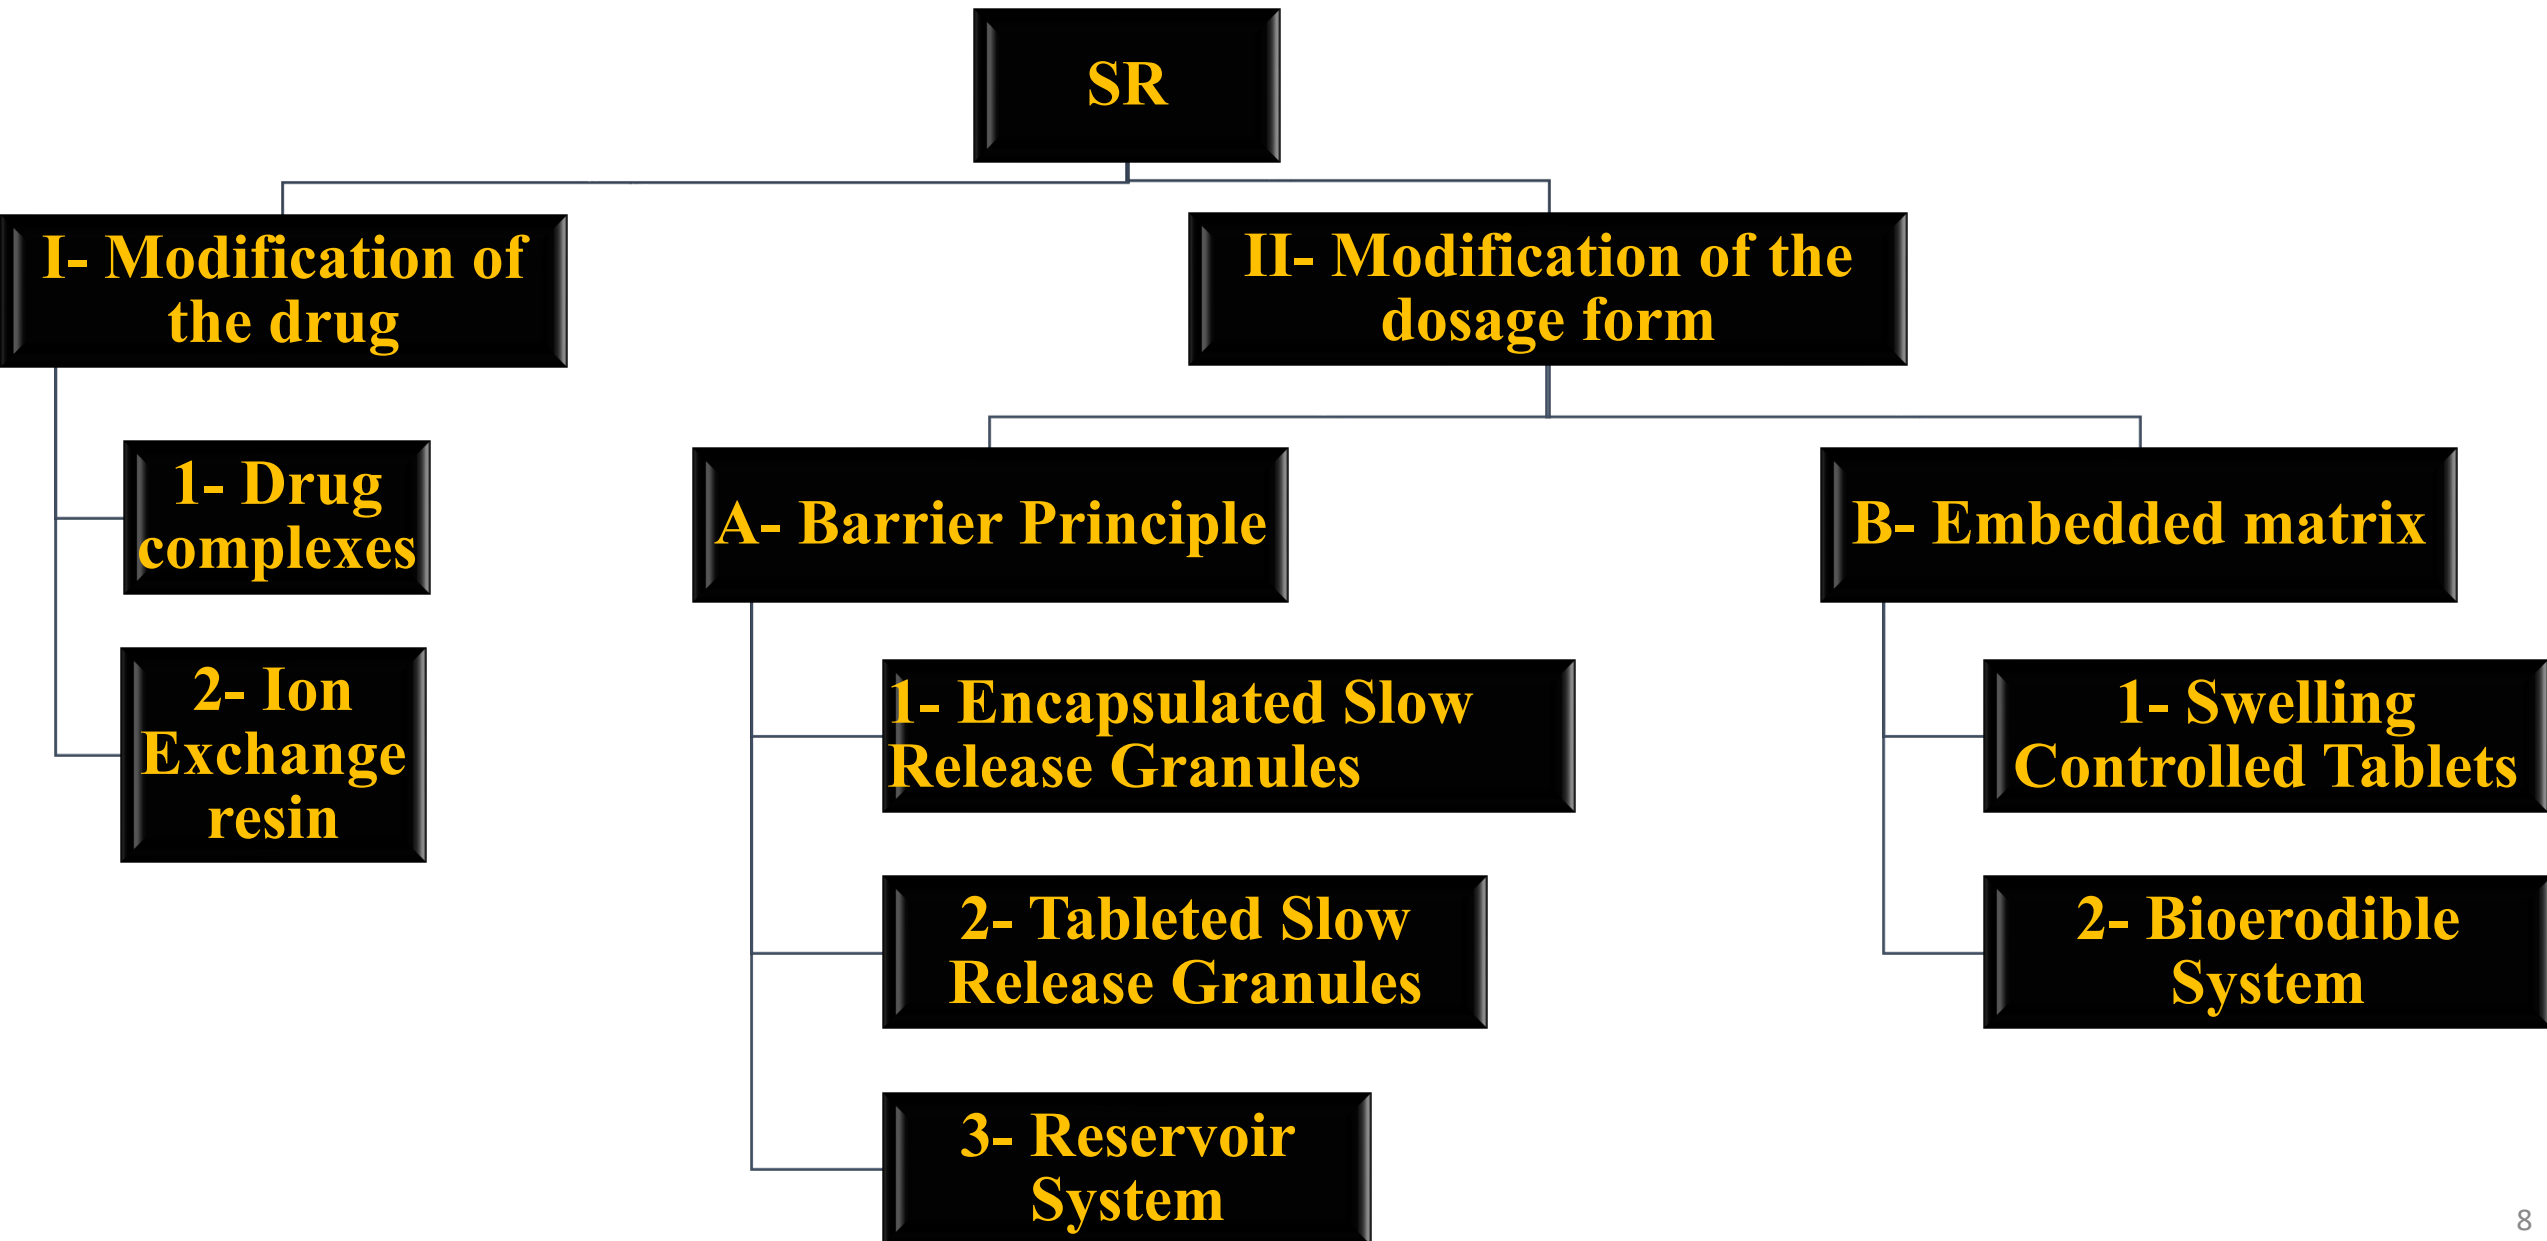 SR
I- Modification of
the drug
II- Modification of the
dosage form
1- Drug
complexes
2- Ion
Exchange
resin
A- Barrier Principle
1- Encapsulated Slow
Release Granules
2- Tableted Slow
Release Granules
3- Reservoir
System
B- Embedded matrix
1- Swelling
Controlled Tablets
2- Bioerodible
System
8